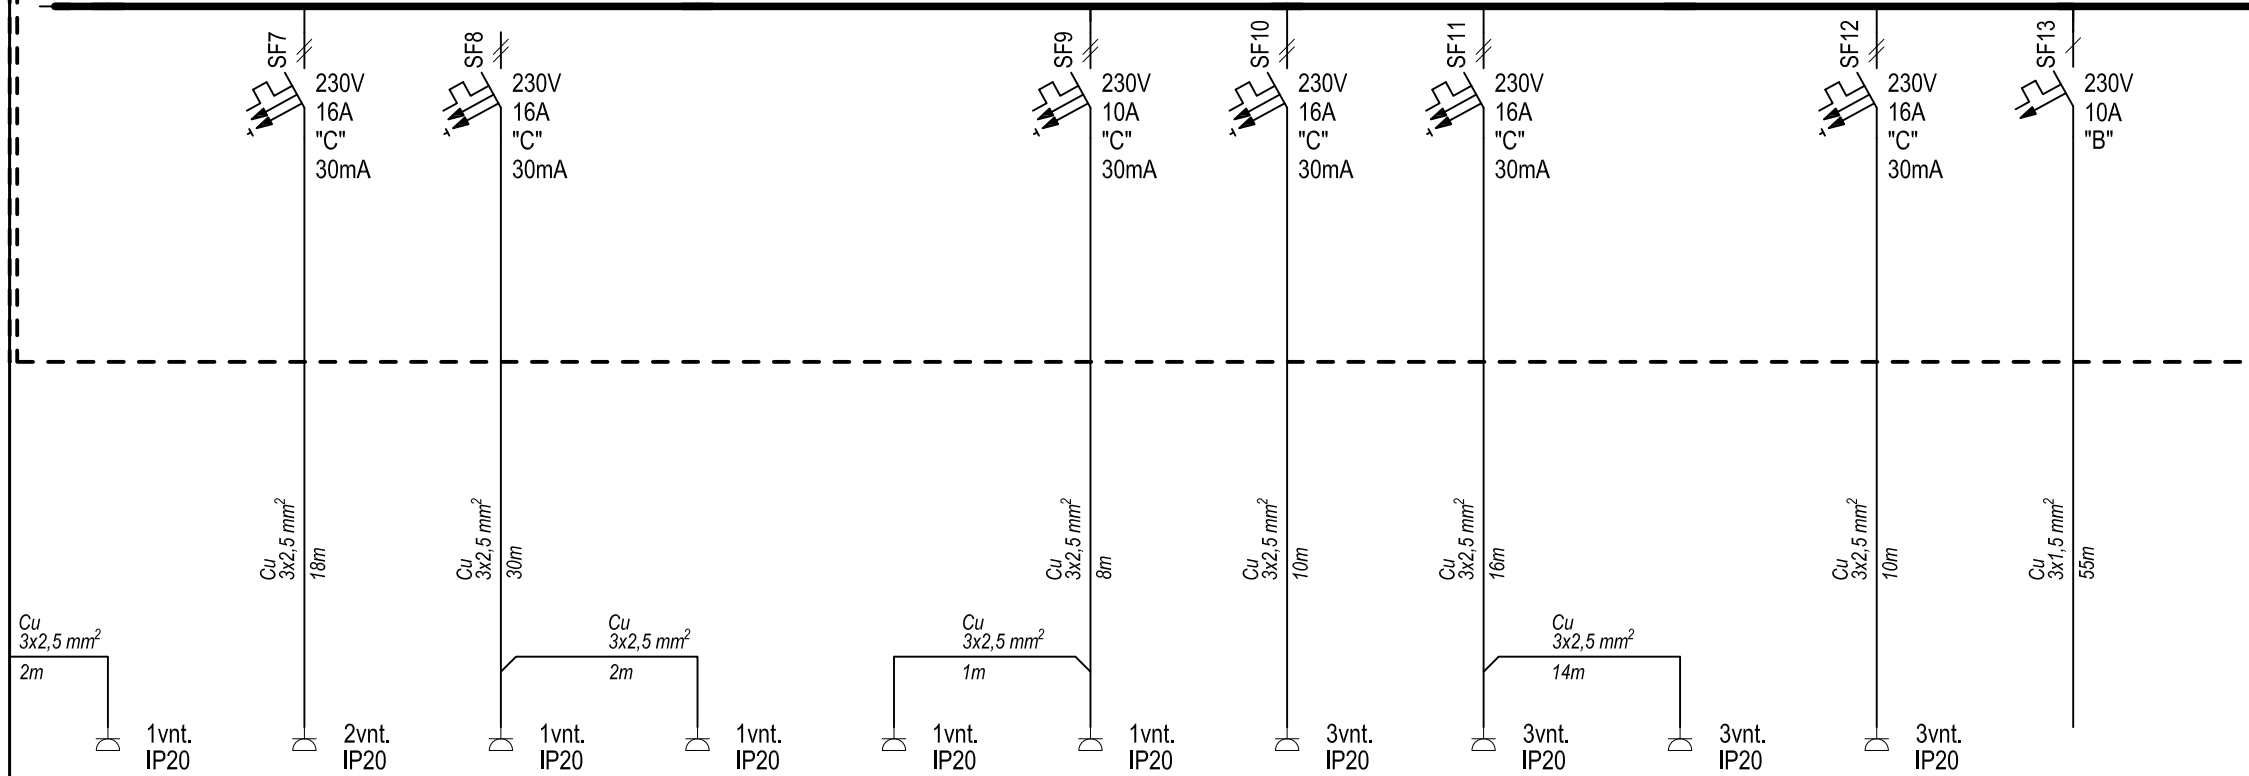 SF7
230V
16A
"C"
30mA
SF8
230V
16A
"C"
30mA
SF9
230V
10A
"C"
30mA
SF10
230V
16A
"C"
30mA
SF11
230V
16A
"C"
30mA
SF12
230V
16A
"C"
30mA
SF13
230V
10A
"B"
Cu
3x2,5 mm²
18m
Cu
3x2,5 mm²
30m
Cu
3x2,5 mm²
8m
Cu
3x2,5 mm²
10m
Cu
3x2,5 mm²
16m
Cu
3x2,5 mm²
10m
Cu
3x1,5 mm²
55m
Cu
3x2,5 mm²
2m
Cu
3x2,5 mm²
2m
Cu
3x2,5 mm²
1m
Cu
3x2,5 mm²
14m
1vnt.
IP20
2vnt.
IP20
1vnt.
IP20
1vnt.
IP20
1vnt.
IP20
1vnt.
IP20
3vnt.
IP20
3vnt.
IP20
3vnt.
IP20
3vnt.
IP20